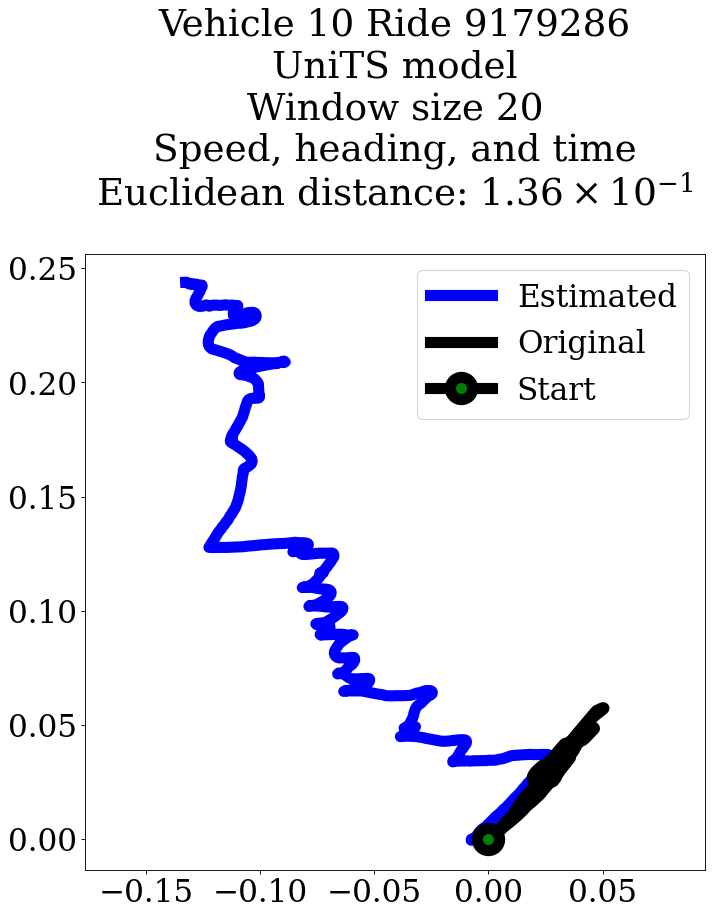 Vehicle 10 Ride 9179286
UniTS model
Window size 20
Speed, heading, and time
Euclidean distance: 1.36 × 10⁻¹
Estimated
Original
Start
0.25
0.20
0.15
0.10
0.05
0.00
−0.15 −0.10 −0.05 0.00 0.05